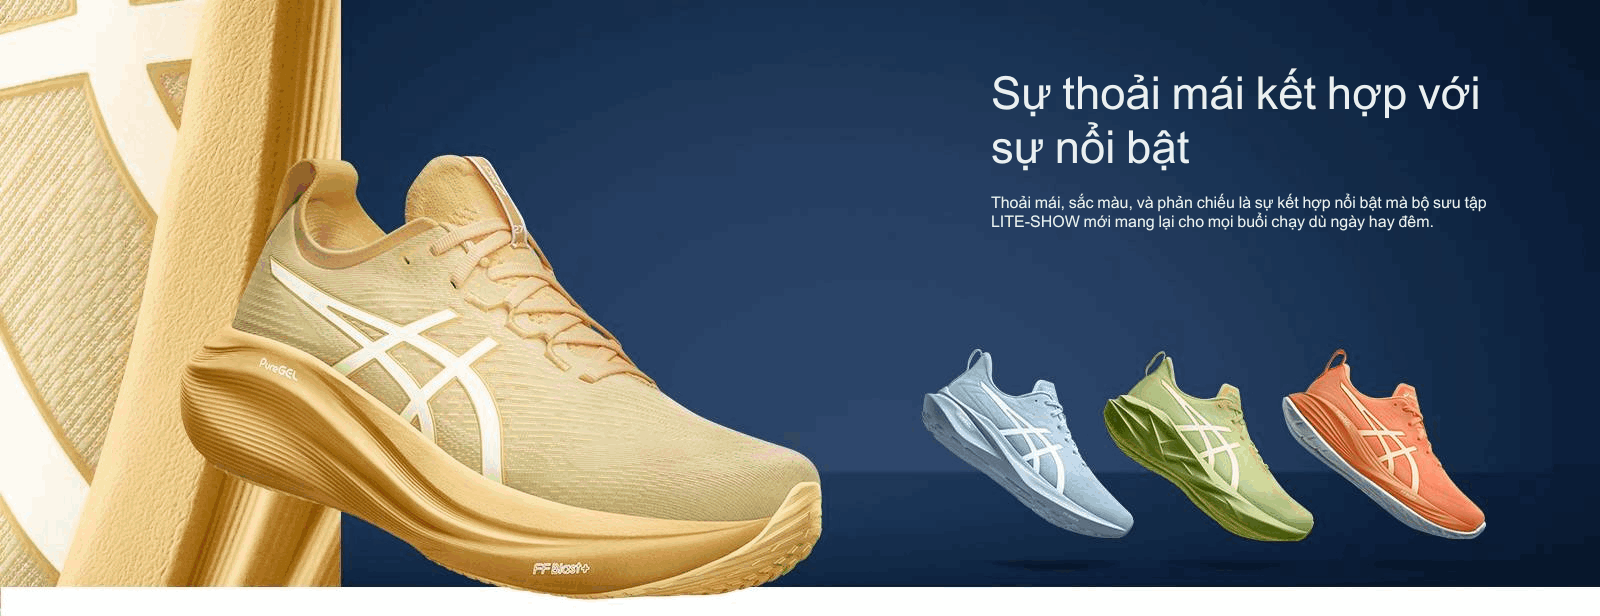 Sự thoải mái kết hợp với
sự nổi bật
Thoải mái, sắc màu, và phản chiếu là sự kết hợp nổi bật mà bộ sưu tập
LITE-SHOW mới mang lại cho mọi buổi chạy dù ngày hay đêm.
PureGEL
FF Blast+